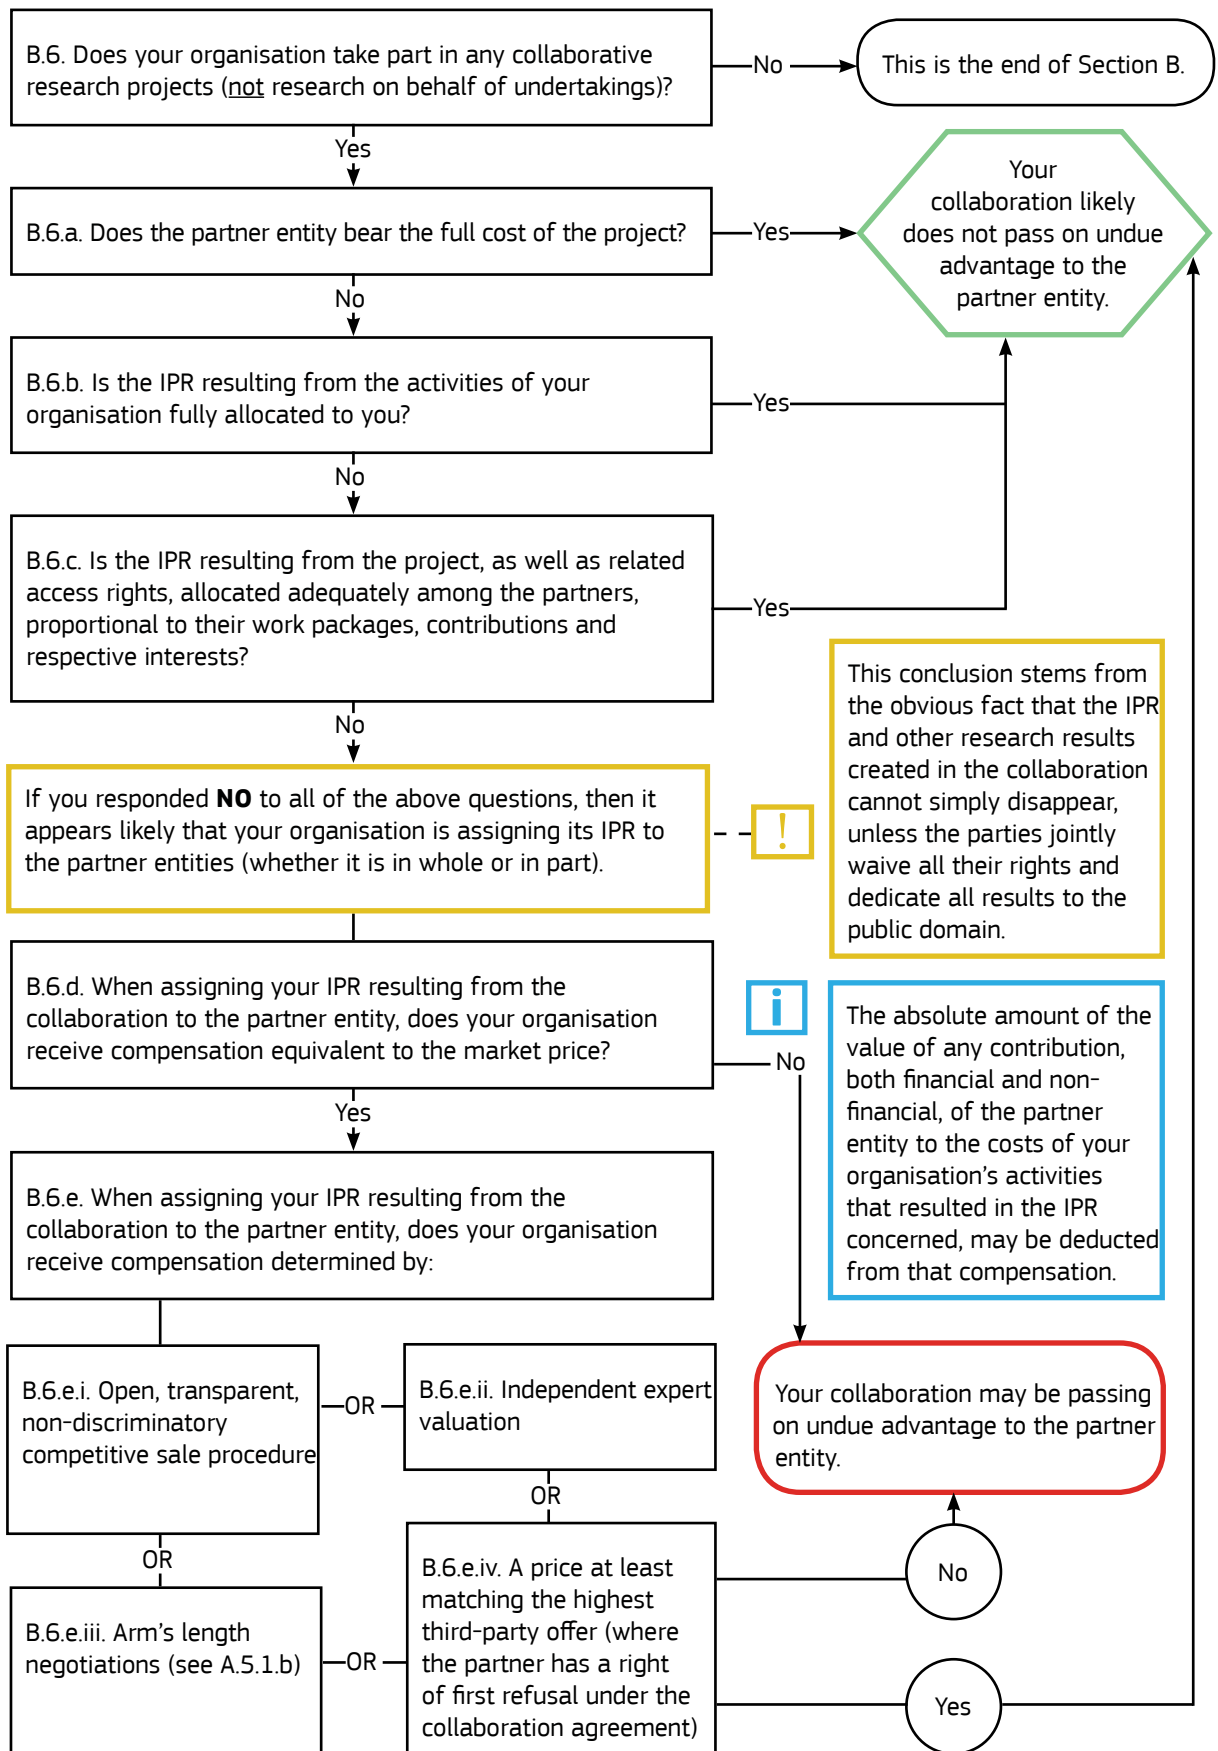 B.6. Does your organisation take part in any collaborative
research projects (not research on behalf of undertakings)?
No
This is the end of Section B.
Yes
B.6.a. Does the partner entity bear the full cost of the project?
Yes
Your
collaboration likely
does not pass on undue
advantage to the
partner entity.
No
B.6.b. Is the IPR resulting from the activities of your
organisation fully allocated to you?
Yes
No
B.6.c. Is the IPR resulting from the project, as well as related
access rights, allocated adequately among the partners,
proportional to their work packages, contributions and
respective interests?
Yes
No
If you responded NO to all of the above questions, then it
appears likely that your organisation is assigning its IPR to
the partner entities (whether it is in whole or in part).
!
This conclusion stems from
the obvious fact that the IPR
and other research results
created in the collaboration
cannot simply disappear,
unless the parties jointly
waive all their rights and
dedicate all results to the
public domain.
B.6.d. When assigning your IPR resulting from the
collaboration to the partner entity, does your organisation
receive compensation equivalent to the market price?
No
i
The absolute amount of the
value of any contribution,
both financial and non-
financial, of the partner
entity to the costs of your
organisation's activities
that resulted in the IPR
concerned, may be deducted
from that compensation.
Yes
B.6.e. When assigning your IPR resulting from the
collaboration to the partner entity, does your organisation
receive compensation determined by:
B.6.e.i. Open, transparent,
non-discriminatory
competitive sale procedure
OR
B.6.e.ii. Independent expert
valuation
Your collaboration may be passing
on undue advantage to the partner
entity.
OR
OR
B.6.e.iii. Arm's length
negotiations (see A.5.1.b)
OR
B.6.e.iv. A price at least
matching the highest
third-party offer (where
the partner has a right
of first refusal under the
collaboration agreement)
No
Yes